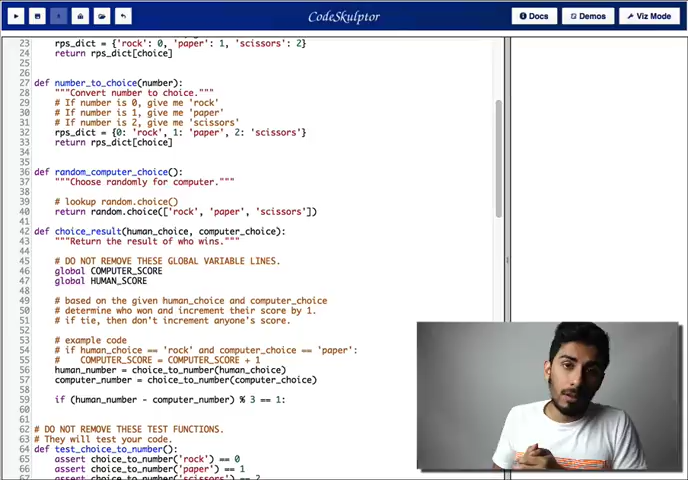 CodeSkulptor
Docs
Demos
Viz Mode
23 rps_dict = {'rock': 0, 'paper': 1, 'scissors': 2}
24 return rps_dict[choice]
25
26
27 def number_to_choice(number):
28 """Convert number to choice."""
29 # If number is 0, give me 'rock'
30 # If number is 1, give me 'paper'
31 # If number is 2, give me 'scissors'
32 rps_dict = {0: 'rock', 1: 'paper', 2: 'scissors'}
33 return rps_dict[choice]
34
35
36 def random_computer_choice():
37 """Choose randomly for computer."""
38
39 # lookup random.choice()
40 return random.choice(['rock', 'paper', 'scissors'])
41
42 def choice_result(human_choice, computer_choice):
43 """Return the result of who wins."""
44
45 # DO NOT REMOVE THESE GLOBAL VARIABLE LINES.
46 global COMPUTER_SCORE
47 global HUMAN_SCORE
48
49 # based on the given human_choice and computer_choice
50 # determine who won and increment their score by 1.
51 # if tie, then don't increment anyone's score.
52
53 # example code
54 # if human_choice == 'rock' and computer_choice == 'paper':
55 # COMPUTER_SCORE = COMPUTER_SCORE + 1
56 human_number = choice_to_number(human_choice)
57 computer_number = choice_to_number(computer_choice)
58
59 if (human_number - computer_number) % 3 == 1:
60
61
62 # DO NOT REMOVE THESE TEST FUNCTIONS.
63 # They will test your code.
64 def test_choice_to_number():
65 assert choice_to_number('rock') == 0
66 assert choice_to_number('paper') == 1
67 assert choice_to_number('scissors') == 2